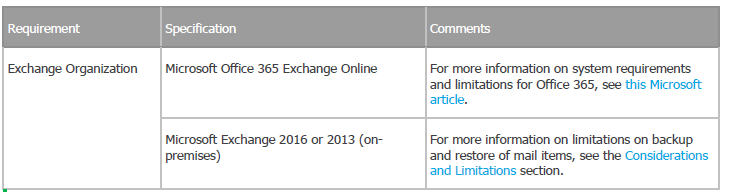 Requirement Specification Comments
Exchange Organization Microsoft Office 365 Exchange Online For more information on system requirements
and limitations for Office 365, see this Microsoft
article.
Microsoft Exchange 2016 or 2013 (on- For more information on limitations on backup
premises) and restore of mail items, see the Considerations
and Limitations section.